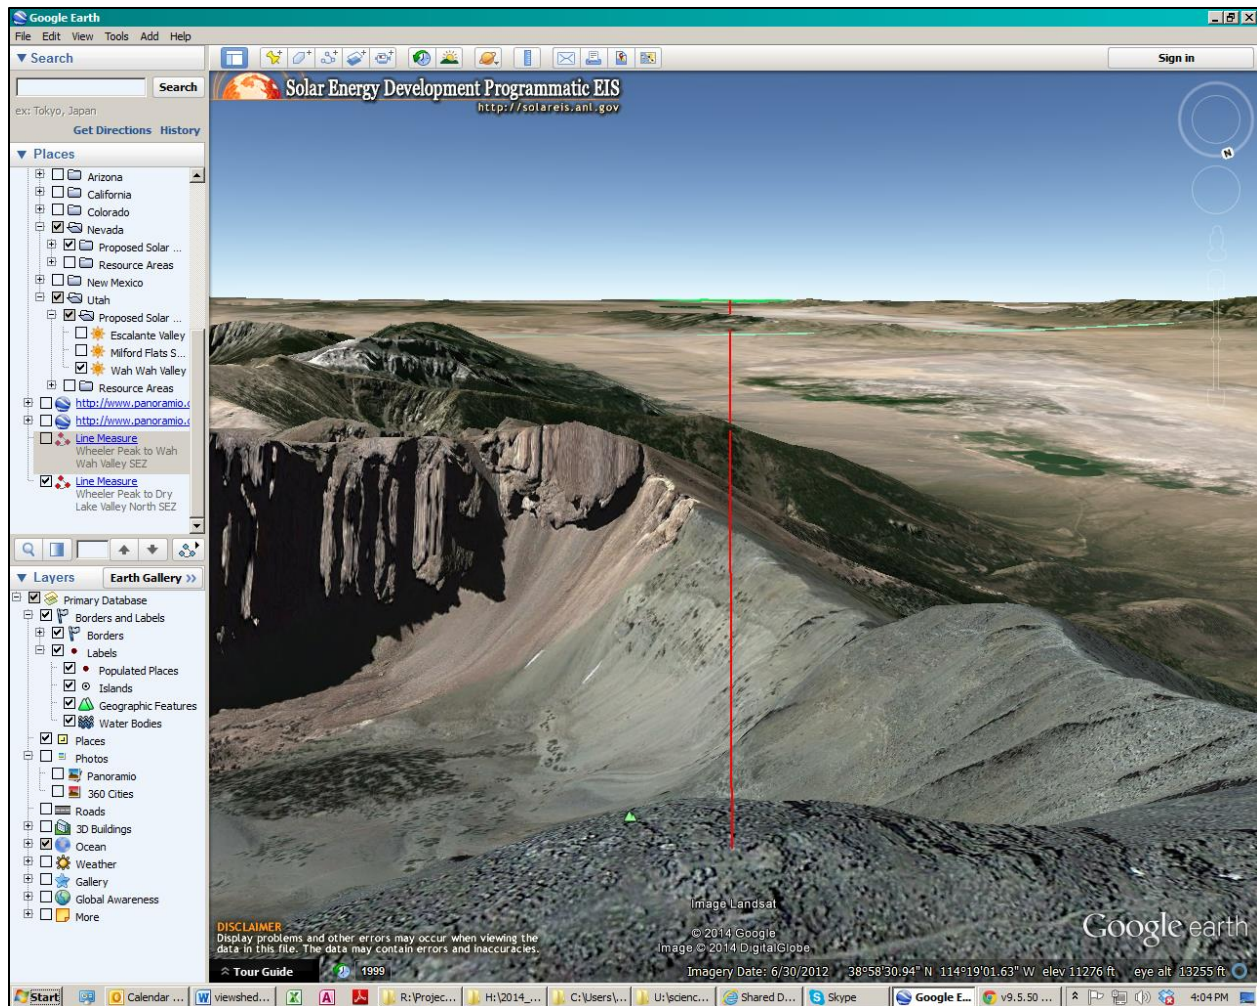 Google Earth
File Edit View Tools Add Help
Search
Sign in
Search
ex: Tokyo, Japan
Get Directions History
Places
Arizona
California
Colorado
Nevada
Proposed Solar ...
Resource Areas
New Mexico
Utah
Proposed Solar ...
Escalante Valley
Milford Flats S...
Wah Wah Valley
Resource Areas
http://www.panoramio.c
http://www.panoramio.c
Line Measure
Wheeler Peak to Wah
Wah Valley SEZ
Line Measure
Wheeler Peak to Dry
Lake Valley North SEZ
Layers Earth Gallery >>
Primary Database
Borders and Labels
Borders
Labels
Populated Places
Islands
Geographic Features
Water Bodies
Places
Photos
Panoramio
360 Cities
Roads
3D Buildings
Ocean
Weather
Gallery
Global Awareness
More
Solar Energy Development Programmatic EIS
http://solareis.anl.gov
N
Image Landsat
© 2014 Google
Image © 2014 DigitalGlobe
Google earth
DISCLAIMER
Display problems and other errors may occur when viewing the
data in this file. The data may contain errors and inaccuracies.
Tour Guide 1999 Imagery Date: 6/30/2012 38°58'30.94" N 114°19'01.63" W elev 11276 ft eye alt 13255 ft
Start Calendar ... viewshed... R:\Projec... H:\2014_... C:\Users\... U:\scienc... Shared D... Skype Google E... v9.5.50 ... 4:04 PM